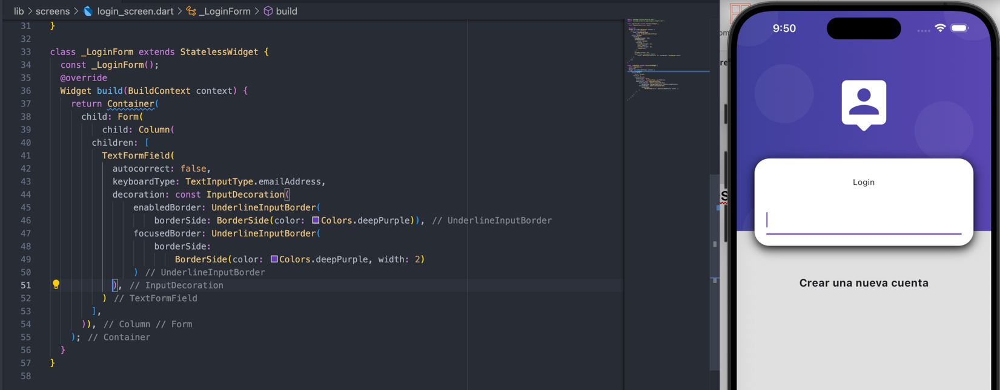 lib > screens > login_screen.dart > _LoginForm > build
31 }
32
33 class _LoginForm extends StatelessWidget {
34 const _LoginForm();
35 @override
36 Widget build(BuildContext context) {
37 return Container(
38 child: Form(
39 child: Column(
40 children: [
41 TextFormField(
42 autocorrect: false,
43 keyboardType: TextInputType.emailAddress,
44 decoration: const InputDecoration(
45 enabledBorder: UnderlineInputBorder(
46 borderSide: BorderSide(color: Colors.deepPurple)), // UnderlineInputBorder
47 focusedBorder: UnderlineInputBorder(
48 borderSide:
49 BorderSide(color: Colors.deepPurple, width: 2)
50 ) // UnderlineInputBorder
51 ), // InputDecoration
52 ) // TextFormField
53 ],
54 )), // Column // Form
55 ); // Container
56 }
57 }
58
9:50
Login
Crear una nueva cuenta